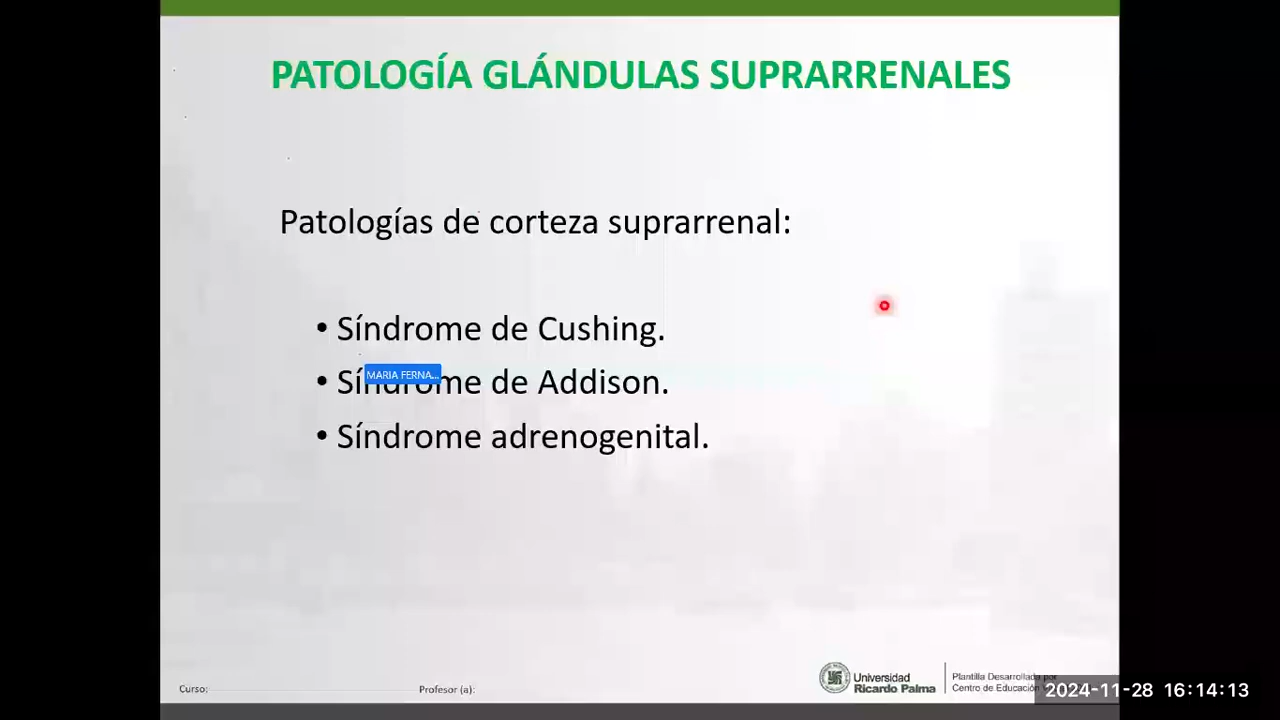 PATOLOGÍA GLÁNDULAS SUPRARRENALES
Patologías de corteza suprarrenal:
• Síndrome de Cushing.
MARIA FERNA...
• Síndrome de Addison.
• Síndrome adrenogenital.
Curso:
Profesor (a):
Universidad
Ricardo Palma
Plantilla Desarrollada por
Centro de Educación
2024-11-28 16:14:13